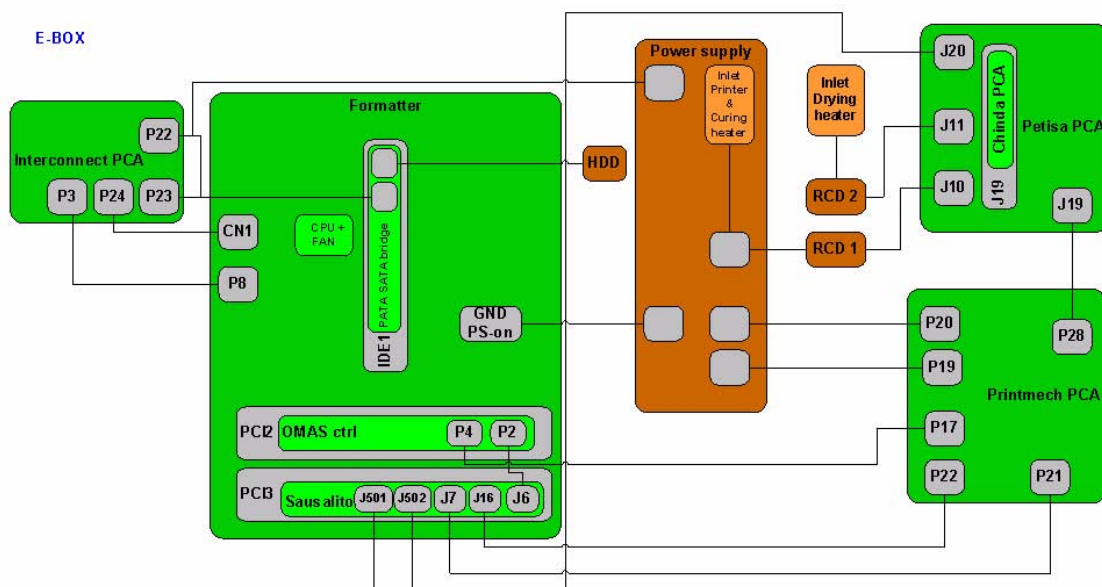 E-BOX
Interconnect PCA
P22
P3
P24
P23
Formatter
CN1
P8
CPU +
FAN
IDE1
PATA SATA bridge
GND
PS-on
PCI2
OMAS ctrl
P4
P2
PCI3
Sausalito
J501
J502
J7
J16
J6
HDD
Power supply
Inlet
Printer
&
Curing
heater
Inlet
Drying
heater
RCD 2
RCD 1
J20
J11
J10
Chinda PCA
J19
Petisa PCA
J19
P28
P20
P19
Printmech PCA
P17
P22
P21